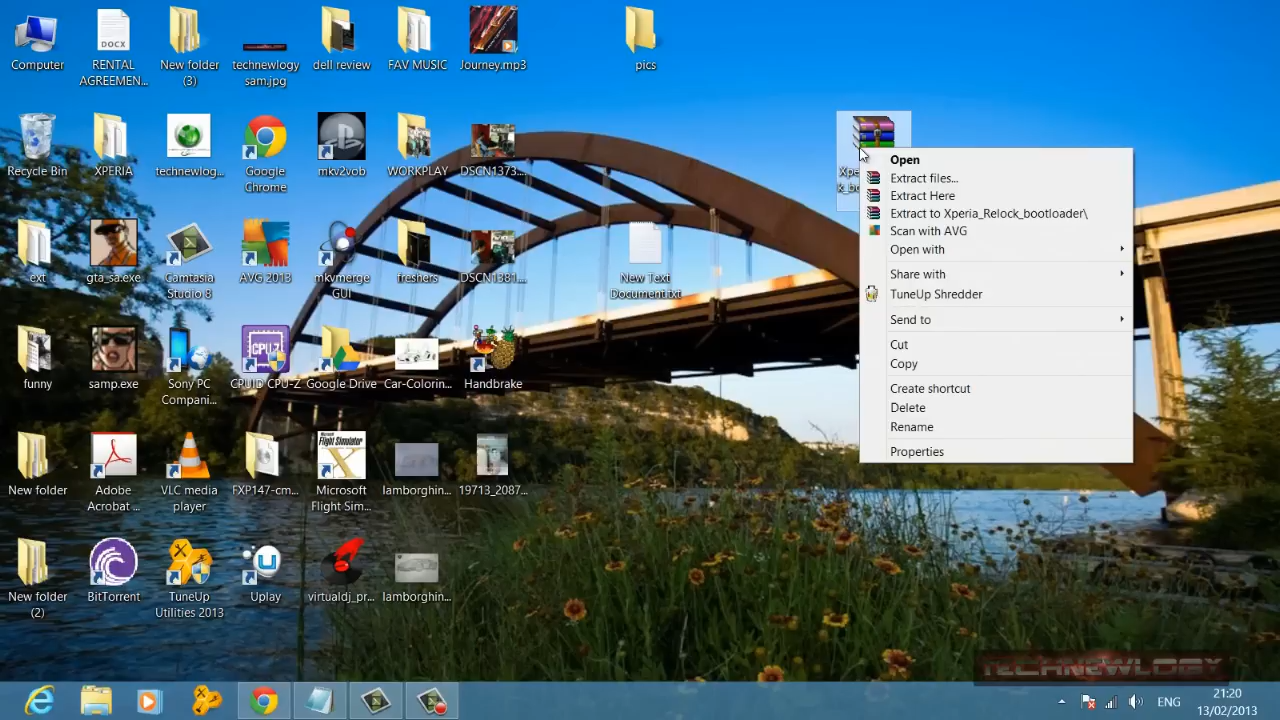 Computer
RENTAL
AGREEMEN...
New folder
(3)
technewlogy
sam.jpg
dell review
FAV MUSIC
Journey.mp3
pics
DOCX
Recycle Bin
XPERIA
technewlog...
Google
Chrome
mkv2vob
WORKPLAY
DSCN1373....
Xpe
k_bo
.ext
gta_sa.exe
Camtasia
Studio 8
AVG 2013
mkvmerge
GUI
freshers
DSCN1381....
New Text
Document.txt
funny
samp.exe
Sony PC
Compani...
CPUID CPU-Z
Google Drive
Car-Colorin...
Handbrake
New folder
Adobe
Acrobat ...
VLC media
player
FXP147-cm...
Microsoft
Flight Sim...
lamborghin...
19713_2087...
New folder
(2)
BitTorrent
TuneUp
Utilities 2013
Uplay
virtualdj_pr...
lamborghin...
Open
Extract files...
Extract Here
Extract to Xperia_Relock_bootloader\
Scan with AVG
Open with
Share with
TuneUp Shredder
Send to
Cut
Copy
Create shortcut
Delete
Rename
Properties
TECHNEWLOGY
ENG
21:20
13/02/2013